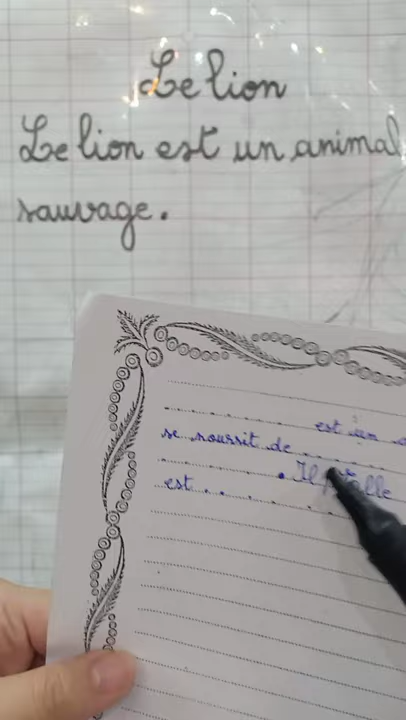 Le lion
Le lion est un animal
sauvage.
. . . . . . . est un
se nourrit de . . . . .
. . . . . . . . Il
est . . . . . .